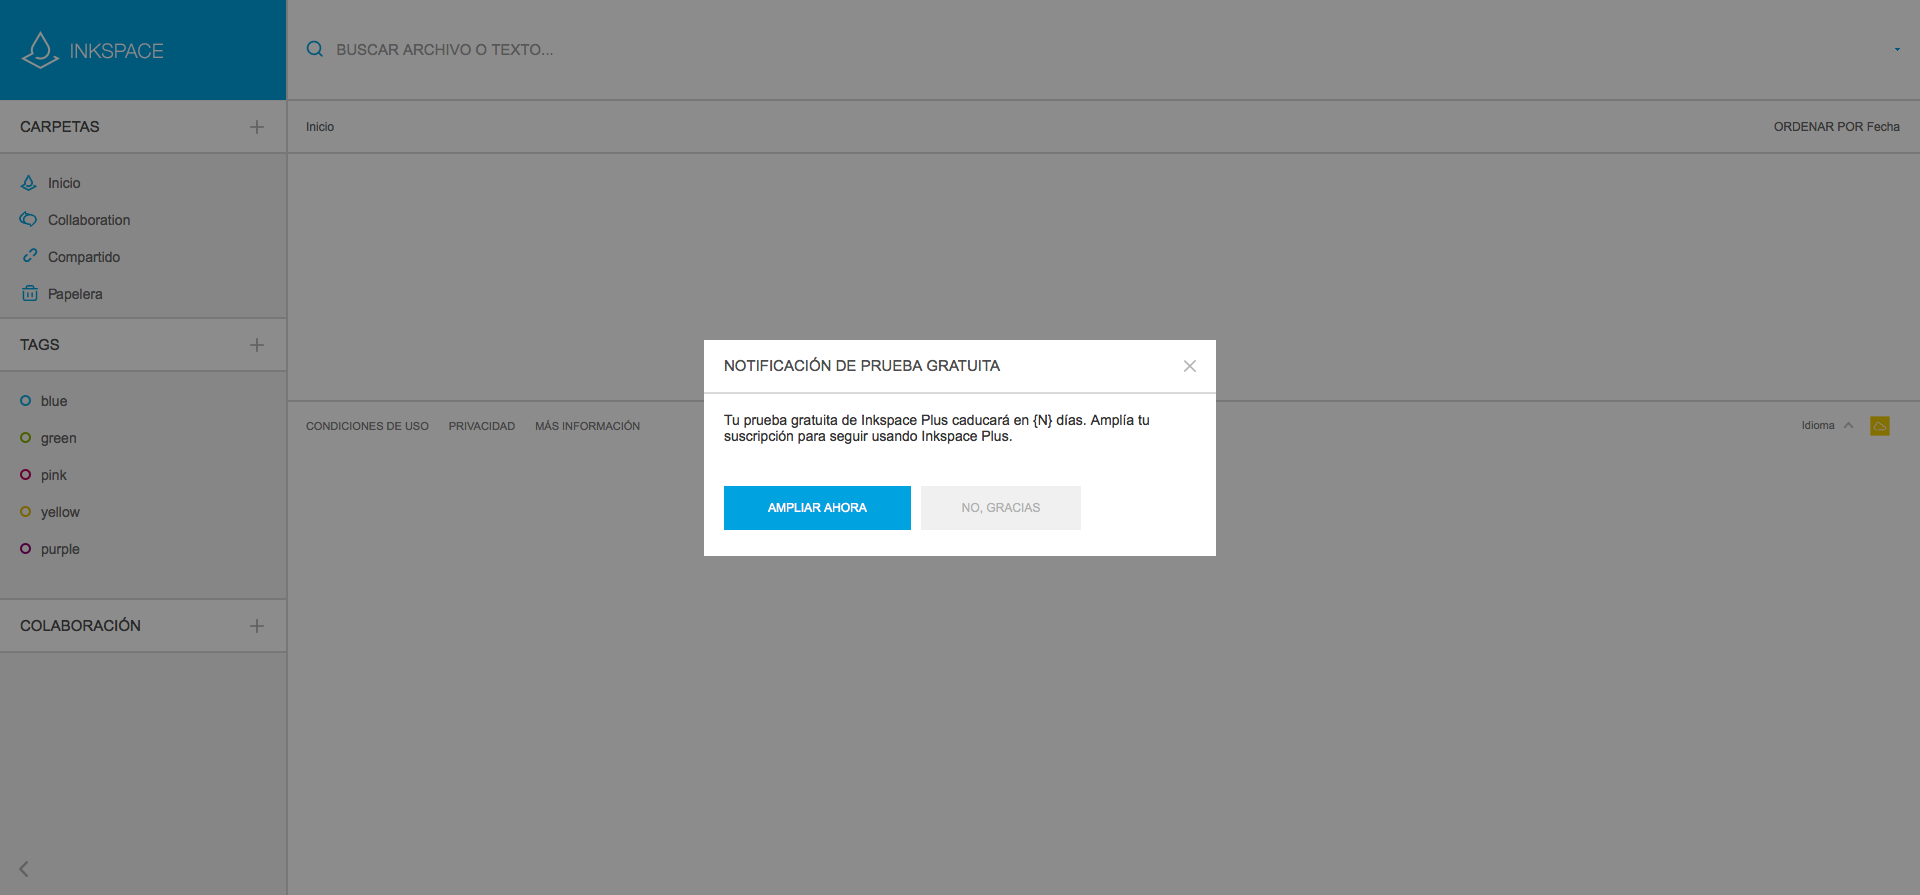 INKSPACE
BUSCAR ARCHIVO O TEXTO...
CARPETAS
Inicio
ORDENAR POR Fecha
Inicio
Collaboration
Compartido
Papelera
TAGS
blue
green
pink
yellow
purple
COLABORACIÓN
NOTIFICACIÓN DE PRUEBA GRATUITA
Tu prueba gratuita de Inkspace Plus caducará en {N} días. Amplía tu
suscripción para seguir usando Inkspace Plus.
AMPLIAR AHORA
NO, GRACIAS
CONDICIONES DE USO
PRIVACIDAD
MÁS INFORMACIÓN
Idioma